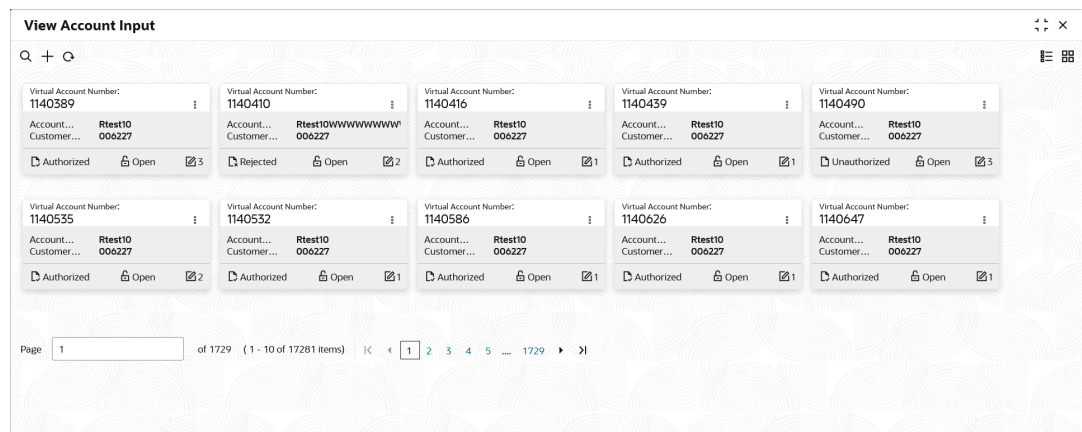 View Account Input
Virtual Account Number:
1140389
Account... Rtest10
Customer... 006227
Authorized Open 3
Virtual Account Number:
1140410
Account... Rtest10WWWWWWWW
Customer... 006227
Rejected Open 2
Virtual Account Number:
1140416
Account... Rtest10
Customer... 006227
Authorized Open 1
Virtual Account Number:
1140439
Account... Rtest10
Customer... 006227
Authorized Open 1
Virtual Account Number:
1140490
Account... Rtest10
Customer... 006227
Unauthorized Open 3
Virtual Account Number:
1140535
Account... Rtest10
Customer... 006227
Authorized Open 2
Virtual Account Number:
1140532
Account... Rtest10
Customer... 006227
Authorized Open 1
Virtual Account Number:
1140586
Account... Rtest10
Customer... 006227
Authorized Open 1
Virtual Account Number:
1140626
Account... Rtest10
Customer... 006227
Authorized Open 1
Virtual Account Number:
1140647
Account... Rtest10
Customer... 006227
Authorized Open 1
Page 1 of 1729 ( 1 - 10 of 17281 items) 1 2 3 4 5 .... 1729